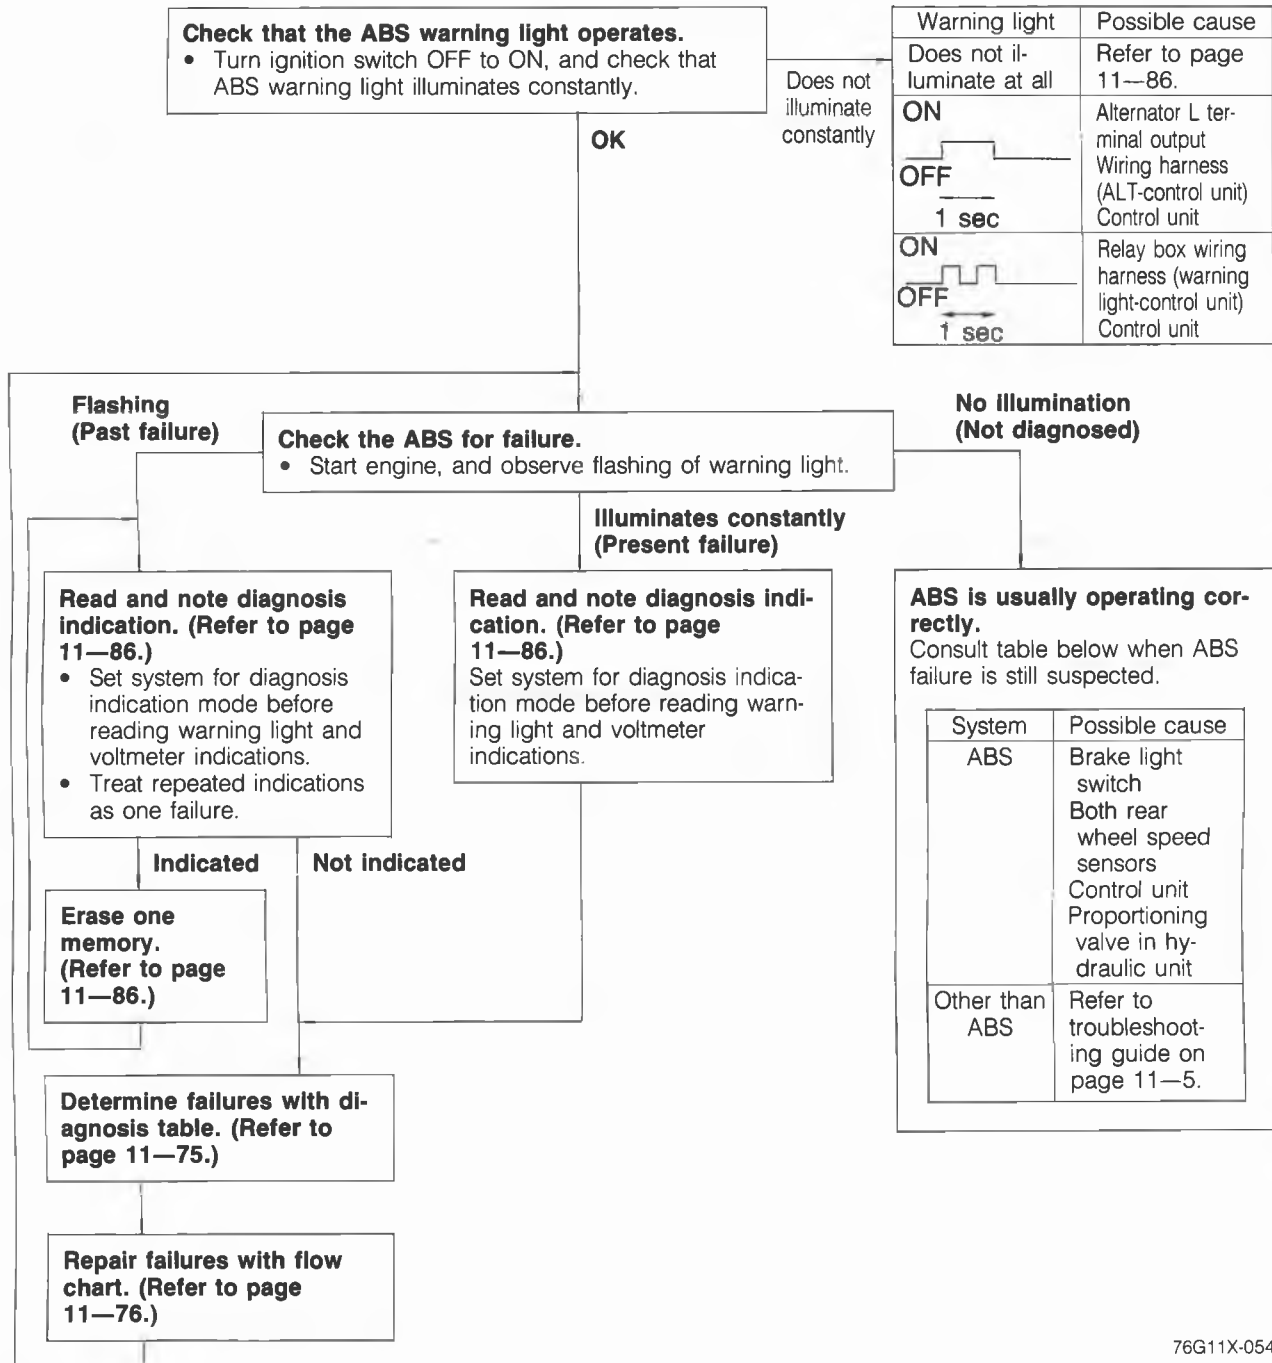 Check that the ABS warning light operates.
• Turn ignition switch OFF to ON, and check that
ABS warning light illuminates constantly.
Does not
illuminate
constantly
OK
Warning light
Possible cause
Does not il-
luminate at all
Refer to page
11—86.
ON
OFF
1 sec
Alternator L ter-
minal output
Wiring harness
(ALT-control unit)
Control unit
ON
OFF
1 sec
Relay box wiring
harness (warning
light-control unit)
Control unit
Flashing
(Past failure)
Check the ABS for failure.
• Start engine, and observe flashing of warning light.
No illumination
(Not diagnosed)
Illuminates constantly
(Present failure)
Read and note diagnosis
indication. (Refer to page
11—86.)
• Set system for diagnosis
indication mode before
reading warning light and
voltmeter indications.
• Treat repeated indications
as one failure.
Read and note diagnosis indi-
cation. (Refer to page
11—86.)
Set system for diagnosis indica-
tion mode before reading warn-
ing light and voltmeter
indications.
ABS is usually operating cor-
rectly.
Consult table below when ABS
failure is still suspected.
System
Possible cause
ABS
Brake light
switch
Both rear
wheel speed
sensors
Control unit
Proportioning
valve in hy-
draulic unit
Other than
ABS
Refer to
troubleshoot-
ing guide on
page 11—5.
Indicated
Not indicated
Erase one
memory.
(Refer to page
11—86.)
Determine failures with di-
agnosis table. (Refer to
page 11—75.)
Repair failures with flow
chart. (Refer to page
11—76.)
76G11X-054